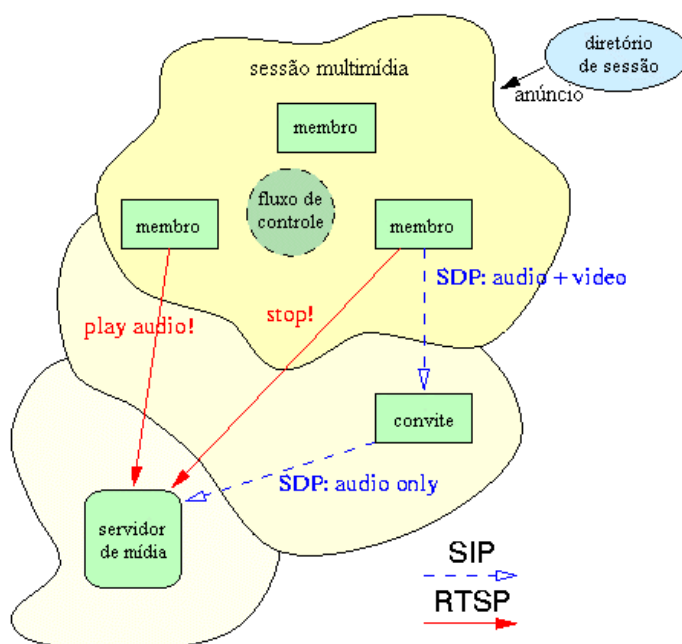 diretório
de sessão
sessão multimídia
anúncio
membro
fluxo de
controle
membro
membro
SDP: audio + video
play audio!
stop!
convite
SDP: audio only
servidor
de mídia
SIP
RTSP